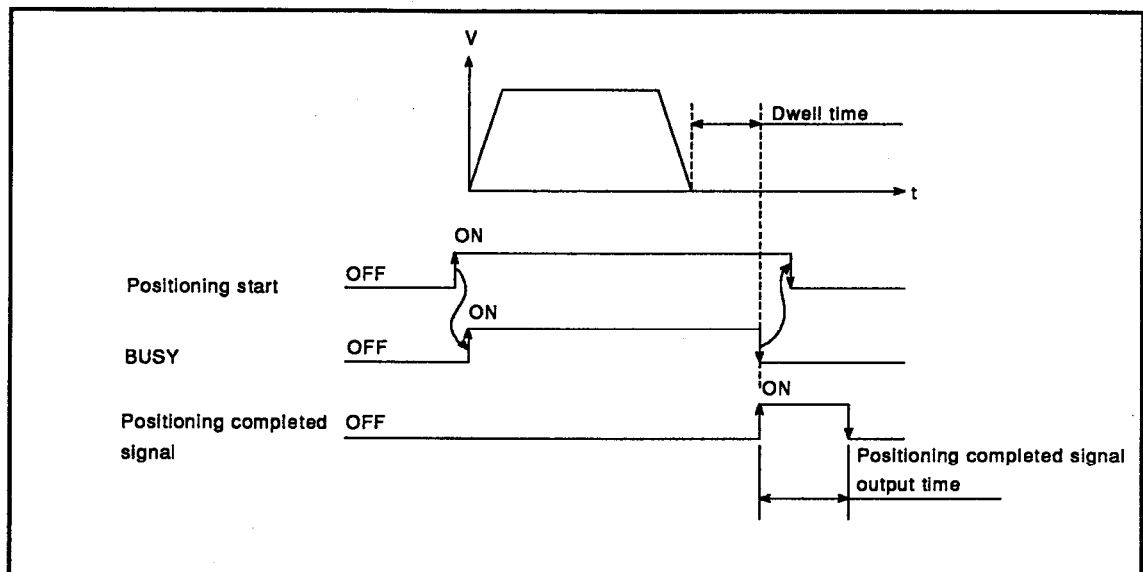 V
Dwell time
t
ON
Positioning start
OFF
ON
BUSY
OFF
ON
Positioning completed
signal
OFF
Positioning completed signal
output time